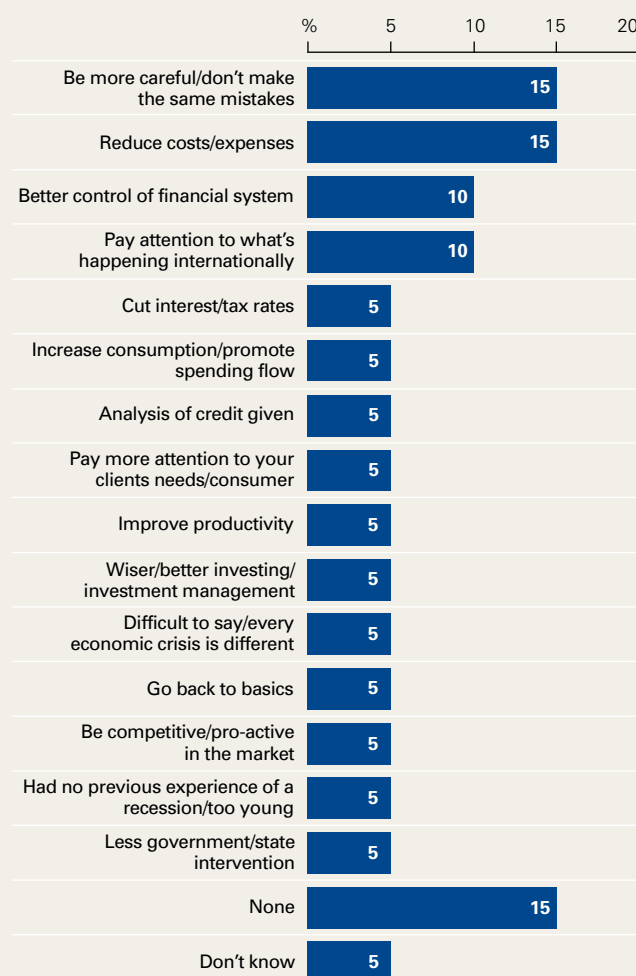 % 5 10 15 20
Be more careful/don't make
the same mistakes
15
Reduce costs/expenses
15
Better control of financial system
10
Pay attention to what's
happening internationally
10
Cut interest/tax rates
5
Increase consumption/promote
spending flow
5
Analysis of credit given
5
Pay more attention to your
clients needs/consumer
5
Improve productivity
5
Wiser/better investing/
investment management
5
Difficult to say/every
economic crisis is different
5
Go back to basics
5
Be competitive/pro-active
in the market
5
Had no previous experience of a
recession/too young
5
Less government/state
intervention
5
None
15
Don't know
5